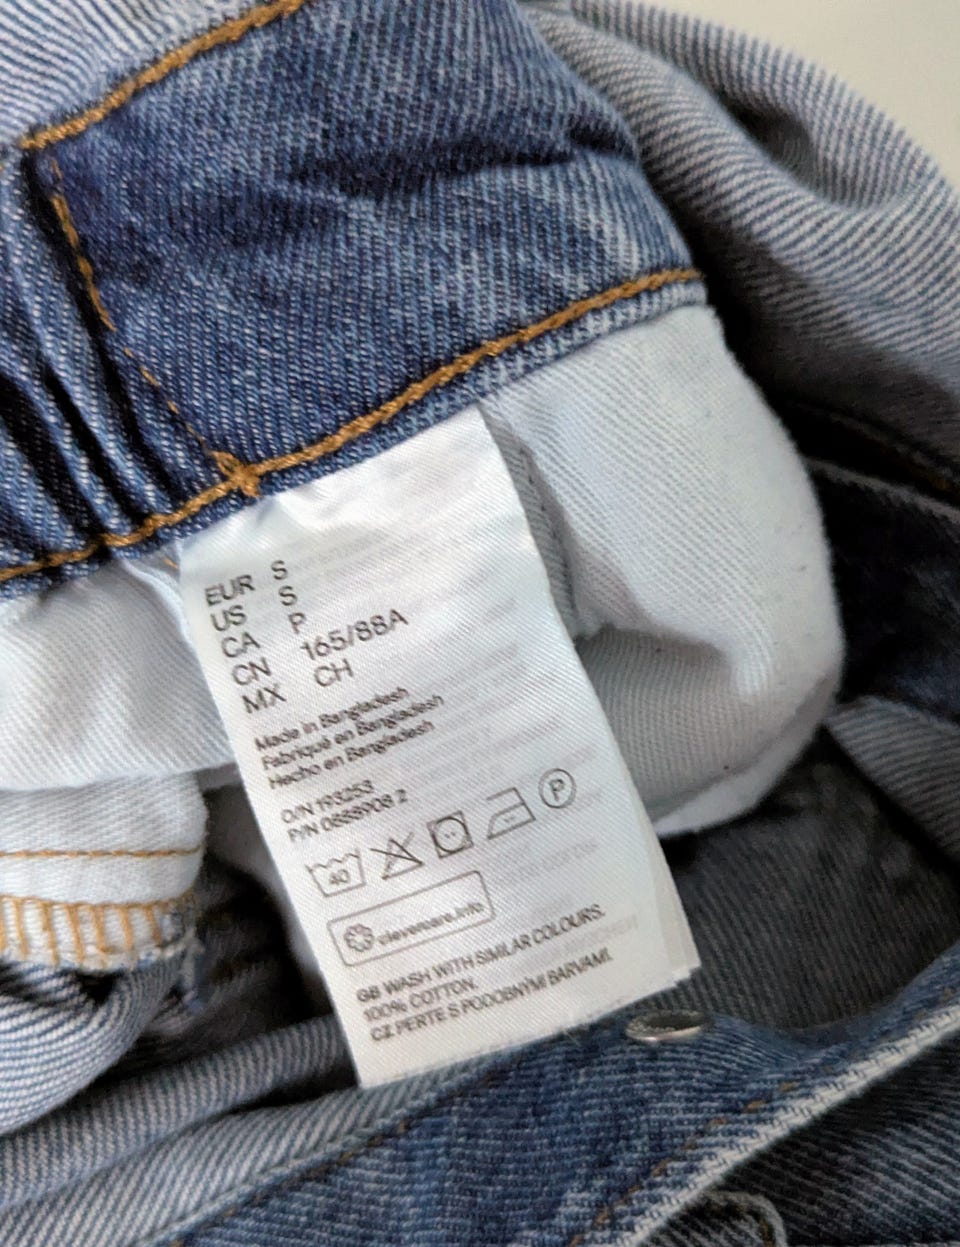 EUR S
US S
CA P
CN 165/88A
MX CH
Made in Bangladesh
Fabriqué en Bangladesh
Hecho en Bangladesh
O/N 193253
P/N 0688908 2
40
P
clevercare.info
GB WASH WITH SIMILAR COLOURS.
100% COTTON.
CZ PERTE S PODOBNÝMI BARVAMI.